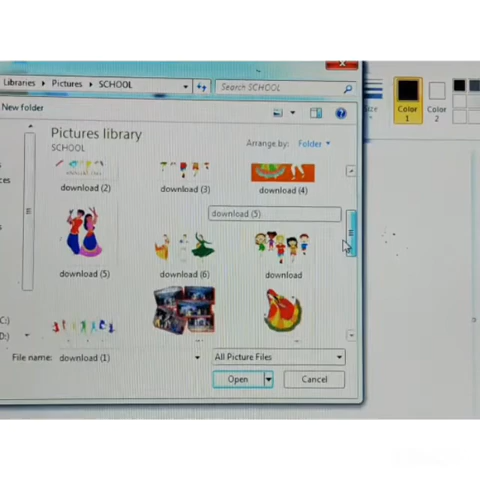 Libraries ▸ Pictures ▸ SCHOOL
Search SCHOOL
New folder
Color 1
Color 2
Pictures library
SCHOOL
Arrange by: Folder
download (2)
download (3)
download (4)
download (5)
download (5)
download (6)
download
File name: download (1)
All Picture Files
Open
Cancel